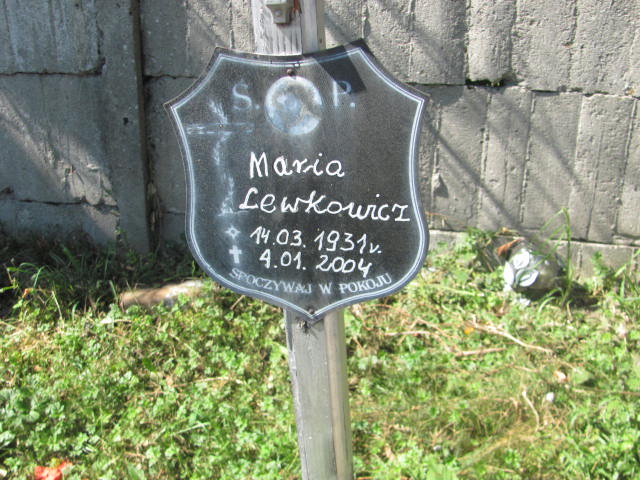 S. P.
Maria
Lewkowicz
14.03.1931r.
4.01.2004
SPOCZYWAJ W POKOJU